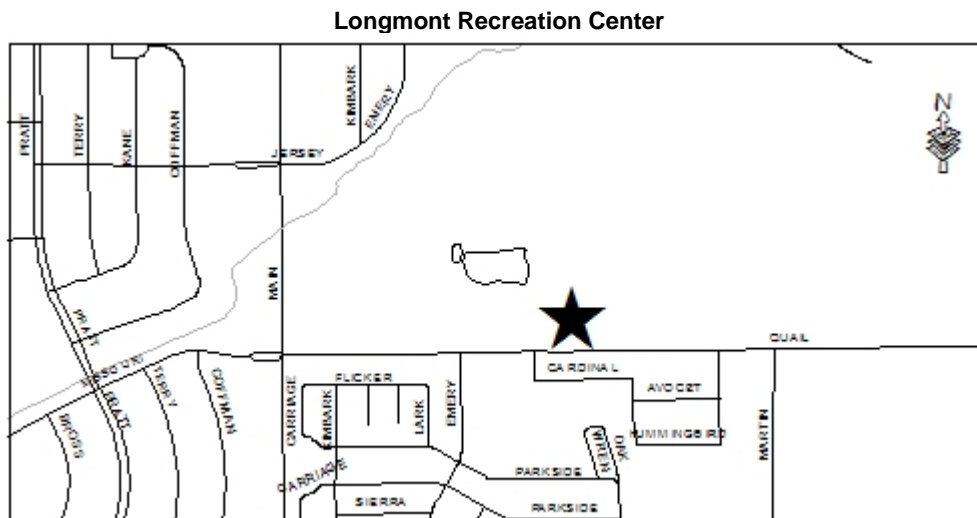 Longmont Recreation Center
N
KIMBARK
EMERY
PRATT
TERRY
KANE
COFFMAN
JERSEY
MAIN
PRATT
QUAIL
MISSOURI
CARDINAL
TERRY
COFFMAN
CARRIAGE
FLICKER
KIMBARK
LARK
EMERY
AVOCET
MARTIN
PRATT
BROSS
HUMMINGBIRD
WREN
CARRIAGE
PARKSIDE
SIERRA
PARKSIDE